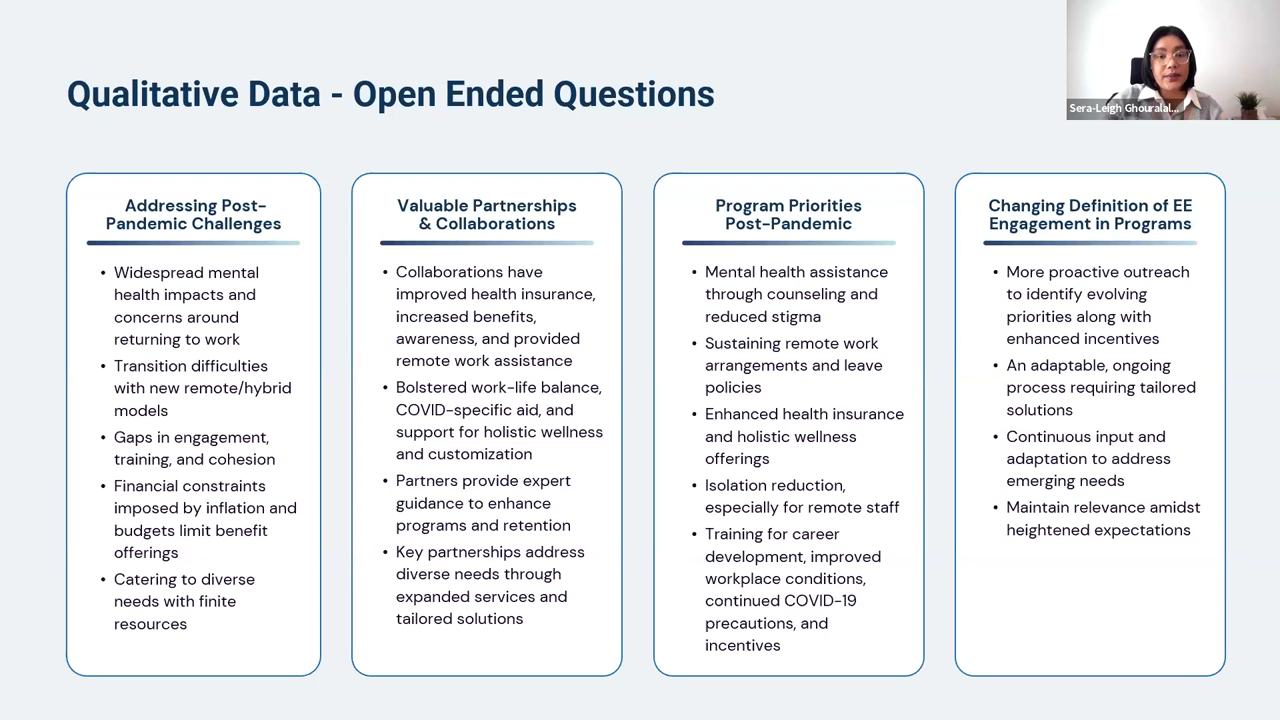 Qualitative Data - Open Ended Questions
Sera-Leigh Ghouralal...
Addressing Post-
Pandemic Challenges
• Widespread mental
health impacts and
concerns around
returning to work
• Transition difficulties
with new remote/hybrid
models
• Gaps in engagement,
training, and cohesion
• Financial constraints
imposed by inflation and
budgets limit benefit
offerings
• Catering to diverse
needs with finite
resources
Valuable Partnerships
& Collaborations
• Collaborations have
improved health insurance,
increased benefits,
awareness, and provided
remote work assistance
• Bolstered work-life balance,
COVID-specific aid, and
support for holistic wellness
and customization
• Partners provide expert
guidance to enhance
programs and retention
• Key partnerships address
diverse needs through
expanded services and
tailored solutions
Program Priorities
Post-Pandemic
• Mental health assistance
through counseling and
reduced stigma
• Sustaining remote work
arrangements and leave
policies
• Enhanced health insurance
and holistic wellness
offerings
• Isolation reduction,
especially for remote staff
• Training for career
development, improved
workplace conditions,
continued COVID-19
precautions, and
incentives
Changing Definition of EE
Engagement in Programs
• More proactive outreach
to identify evolving
priorities along with
enhanced incentives
• An adaptable, ongoing
process requiring tailored
solutions
• Continuous input and
adaptation to address
emerging needs
• Maintain relevance amidst
heightened expectations